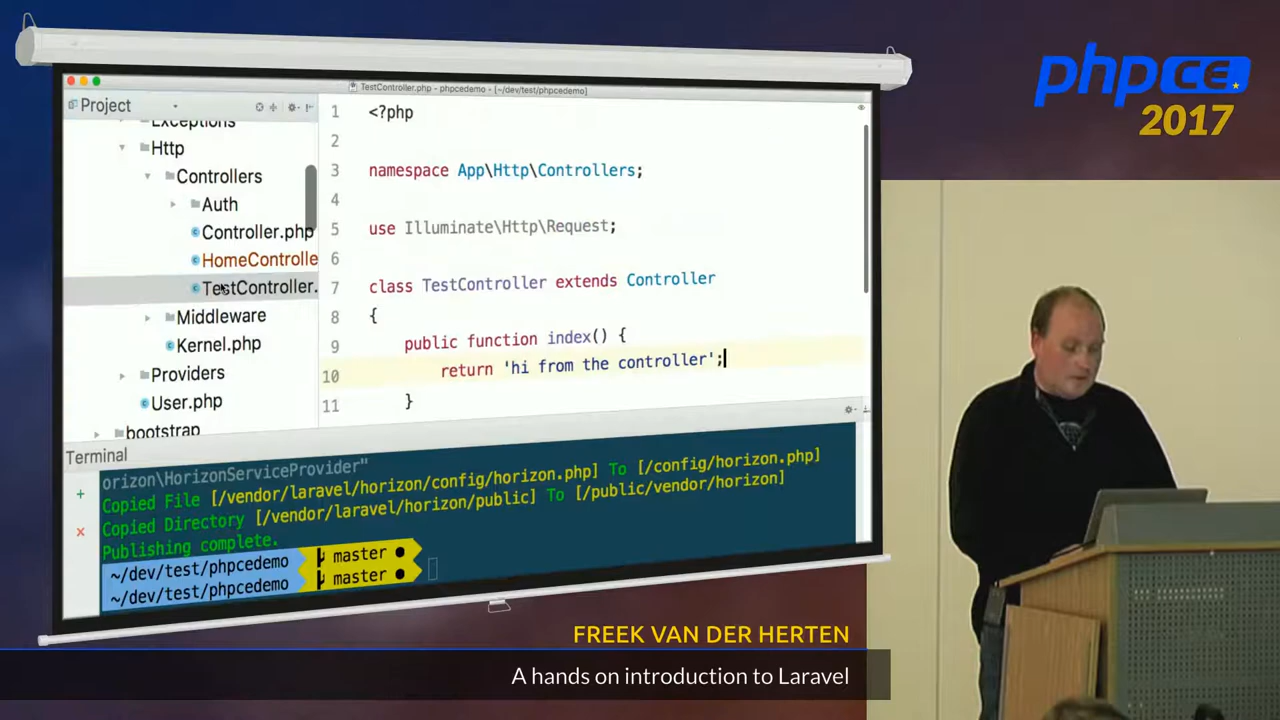 TestController.php - phpcedemo - [~/dev/test/phpcedemo]
Project
Exceptions
Http
Controllers
Auth
Controller.php
HomeControlle
TestController.
Middleware
Kernel.php
Providers
User.php
bootstrap
1 <?php
2
3 namespace App\Http\Controllers;
4
5 use Illuminate\Http\Request;
6
7 class TestController extends Controller
8 {
9 public function index() {
10 return 'hi from the controller';
11 }
Terminal
orizon\HorizonServiceProvider"
Copied File [/vendor/laravel/horizon/config/horizon.php] To [/config/horizon.php]
Copied Directory [/vendor/laravel/horizon/public] To [/public/vendor/horizon]
Publishing complete.
~/dev/test/phpcedemo master ●
~/dev/test/phpcedemo master ●
phpCE
2017
FREEK VAN DER HERTEN
A hands on introduction to Laravel